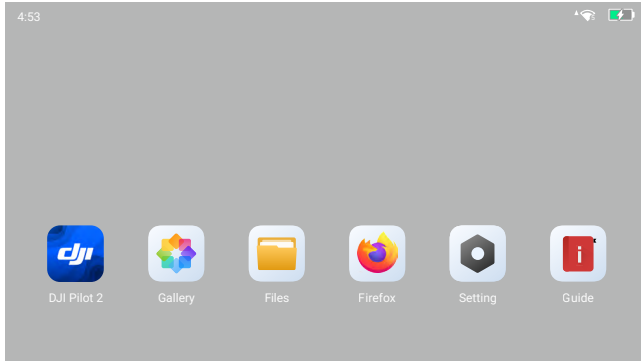 4:53
dji
DJI Pilot 2
Gallery
Files
Firefox
Setting
i
Guide